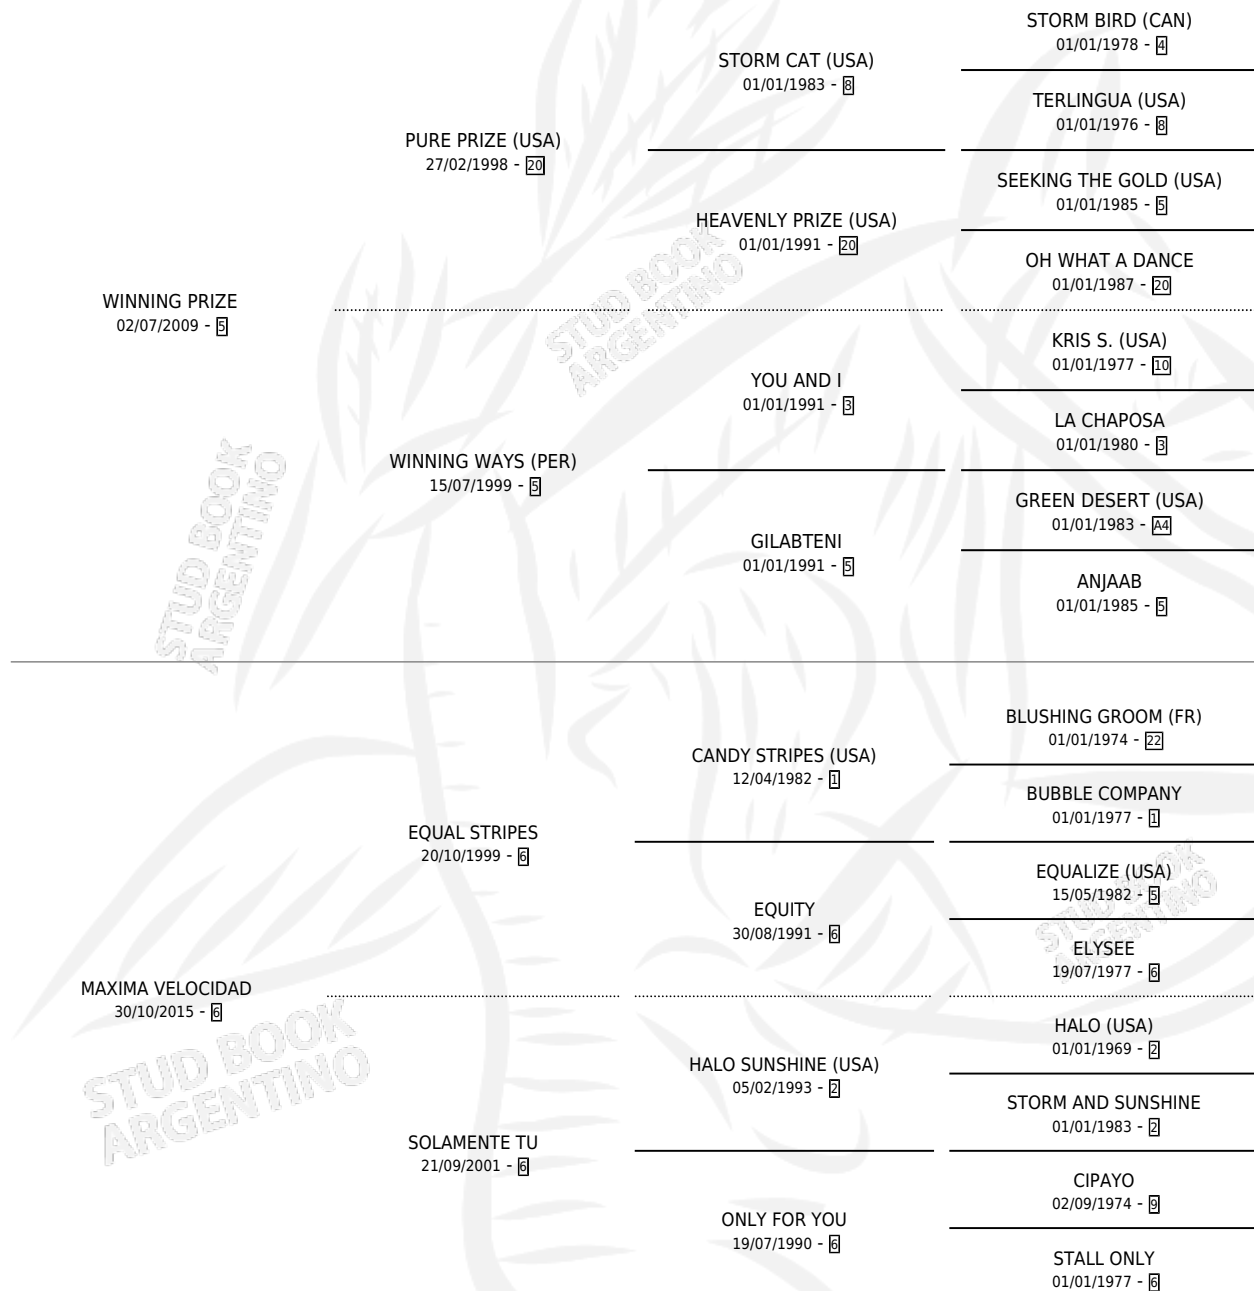 STORM BIRD (CAN)
01/01/1978 - 4
STORM CAT (USA)
01/01/1983 - 8
TERLINGUA (USA)
01/01/1976 - 8
PURE PRIZE (USA)
27/02/1998 - 20
SEEKING THE GOLD (USA)
01/01/1985 - 5
HEAVENLY PRIZE (USA)
01/01/1991 - 20
OH WHAT A DANCE
01/01/1987 - 20
WINNING PRIZE
02/07/2009 - 5
STUD BOOK
ARGENTINO
KRIS S. (USA)
01/01/1977 - 10
YOU AND I
01/01/1991 - 3
LA CHAPOSA
01/01/1980 - 3
WINNING WAYS (PER)
15/07/1999 - 5
GREEN DESERT (USA)
01/01/1983 - A4
GILABTENI
01/01/1991 - 5
ANJAAB
01/01/1985 - 5
STUD BOOK
ARGENTINO
BLUSHING GROOM (FR)
01/01/1974 - 22
CANDY STRIPES (USA)
12/04/1982 - 1
BUBBLE COMPANY
01/01/1977 - 1
EQUAL STRIPES
20/10/1999 - 6
EQUALIZE (USA)
15/05/1982 - 5
EQUITY
30/08/1991 - 6
ELYSEE
19/07/1977 - 6
STUD BOOK
ARGENTINO
MAXIMA VELOCIDAD
30/10/2015 - 6
STUD BOOK
ARGENTINO
HALO (USA)
01/01/1969 - 2
HALO SUNSHINE (USA)
05/02/1993 - 2
STORM AND SUNSHINE
01/01/1983 - 2
SOLAMENTE TU
21/09/2001 - 6
CIPAYO
02/09/1974 - 9
ONLY FOR YOU
19/07/1990 - 6
STALL ONLY
01/01/1977 - 6